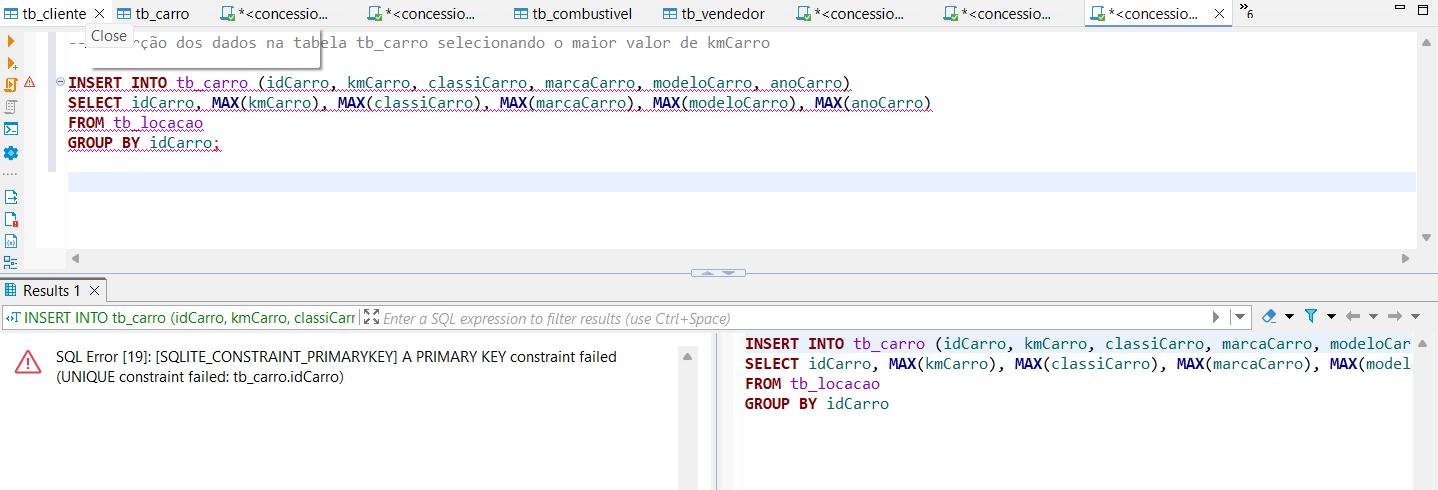 tb_cliente tb_carro *<concessio... *<concessio... tb_combustivel tb_vendedor *<concessio... *<concessio... *<concessio... »6
Close
dos dados na tabela tb_carro selecionando o maior valor de kmCarro
INSERT INTO tb_carro (idCarro, kmCarro, classiCarro, marcaCarro, modeloCarro, anoCarro)
SELECT idCarro, MAX(kmCarro), MAX(classiCarro), MAX(marcaCarro), MAX(modeloCarro), MAX(anoCarro)
FROM tb_locacao
GROUP BY idCarro;
Results 1
INSERT INTO tb_carro (idCarro, kmCarro, classiCarr Enter a SQL expression to filter results (use Ctrl+Space)
SQL Error [19]: [SQLITE_CONSTRAINT_PRIMARYKEY] A PRIMARY KEY constraint failed
(UNIQUE constraint failed: tb_carro.idCarro)
INSERT INTO tb_carro (idCarro, kmCarro, classiCarro, marcaCarro, modeloCar
SELECT idCarro, MAX(kmCarro), MAX(classiCarro), MAX(marcaCarro), MAX(model
FROM tb_locacao
GROUP BY idCarro